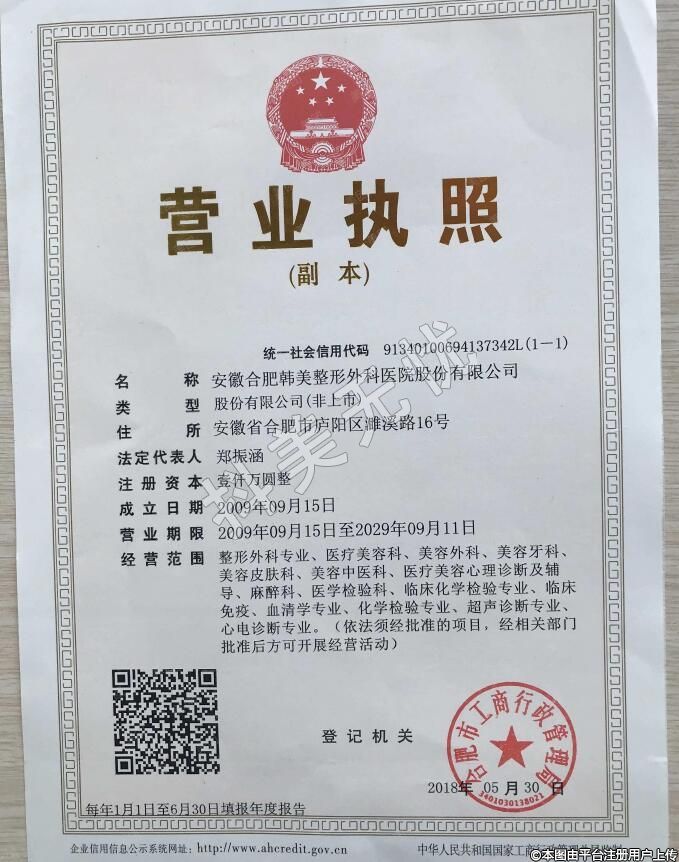 营业执照
(副 本)
统一社会信用代码 91340100694137342L(1-1)
名 称 安徽合肥韩美整形外科医院股份有限公司
类 型 股份有限公司(非上市)
住 所 安徽省合肥市庐阳区濉溪路16号
法定代表人 郑振涵
注册资本 壹仟万圆整
成立日期 2009年09月15日
营业期限 2009年09月15日至2029年09月11日
经营范围 整形外科专业、医疗美容科、美容外科、美容牙科、
美容皮肤科、美容中医科、医疗美容心理诊断及辅
导、麻醉科、医学检验科、临床化学检验专业、临床
免疫、血清学专业、化学检验专业、超声诊断专业、
心电诊断专业。（依法须经批准的项目，经相关部门
批准后方可开展经营活动）
抖美无忧
登记机关
合肥市工商行政管理局
3401030138021
2018年 05 月 30 日
每年1月1日至6月30日填报年度报告
企业信用信息公示系统网址: http://www.ahcredit.gov.cn
中华人民共和国国家工商行政管理总局监制
©本图由平台注册用户上传